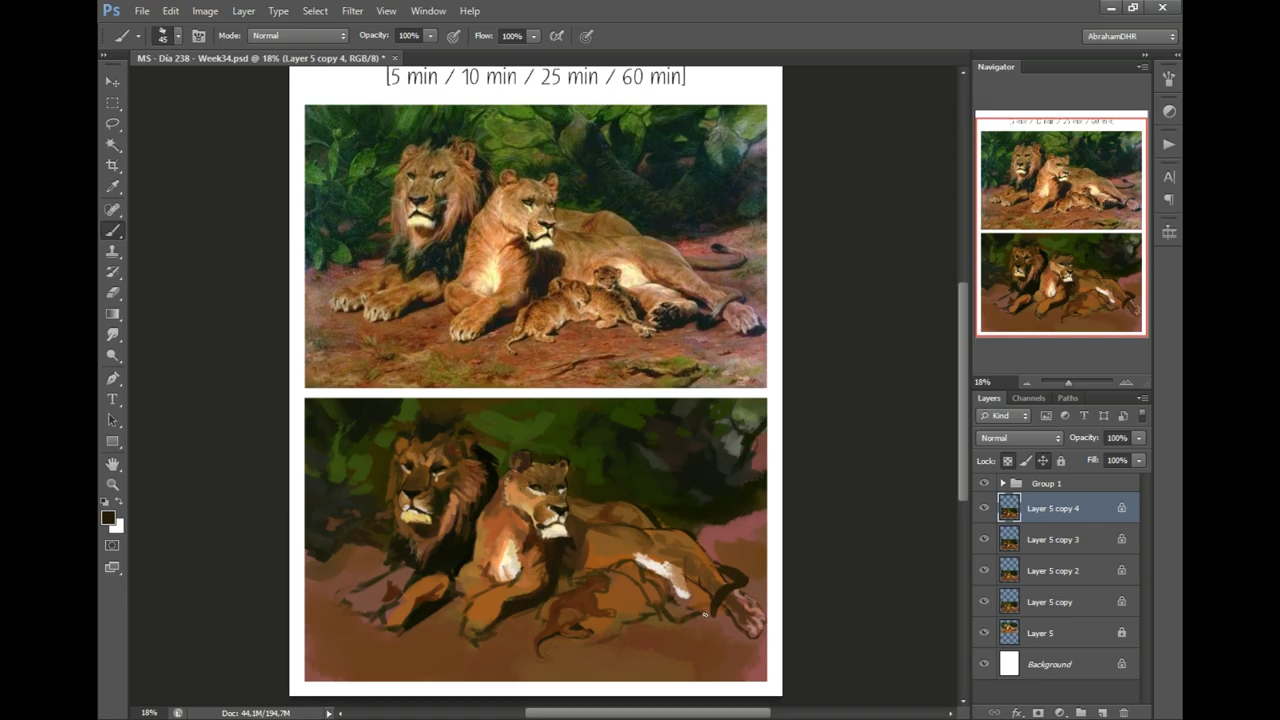 Ps File Edit Image Layer Type Select Filter View Window Help
45 Mode: Normal Opacity: 100% Flow: 100% AbrahamDHR
MS - Día 238 - Week34.psd @ 18% (Layer 5 copy 4, RGB/8) * ×
Navigator
[5 min / 10 min / 25 min / 60 min]
18%
Layers Channels Paths
Kind
Normal Opacity: 100%
Lock: Fill: 100%
Group 1
Layer 5 copy 4
Layer 5 copy 3
Layer 5 copy 2
Layer 5 copy
Layer 5
Background
18% Doc: 44,1M/194,7M